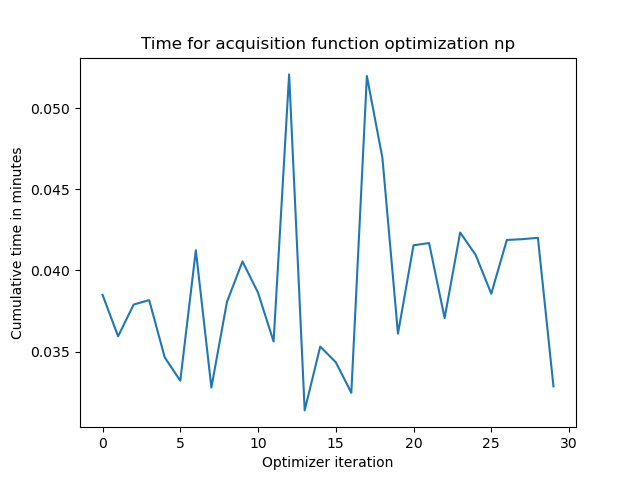 Time for acquisition function optimization np
Cumulative time in minutes
0.050
0.045
0.040
0.035
0 5 10 15 20 25 30
Optimizer iteration